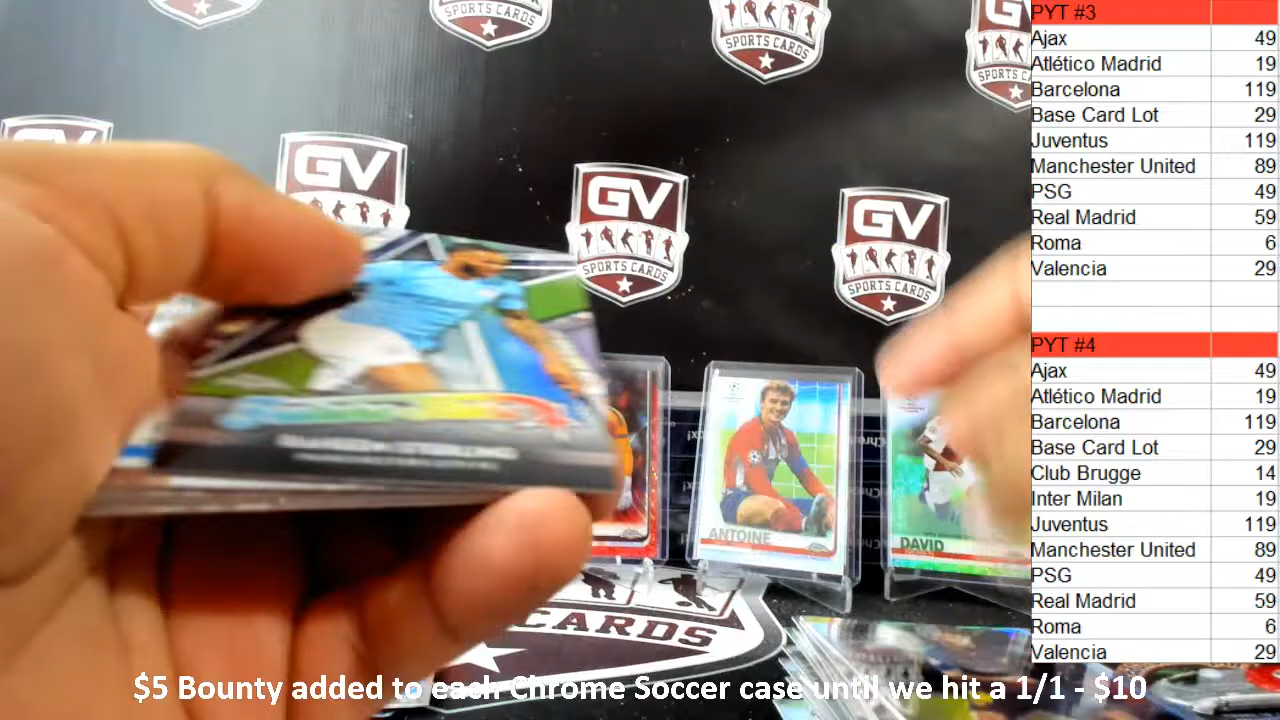 SPORTS CARDS
SPORTS CARDS
SPORTS C
GV
GV
SPORTS CARDS
GV
SPORTS CARDS
ANTOINE
DAVID
CARDS
PYT #3
Ajax 49
Atlético Madrid 19
Barcelona 119
Base Card Lot 29
Juventus 119
Manchester United 89
PSG 49
Real Madrid 59
Roma 6
Valencia 29
PYT #4
Ajax 49
Atlético Madrid 19
Barcelona 119
Base Card Lot 29
Club Brugge 14
Inter Milan 19
Juventus 119
Manchester United 89
PSG 49
Real Madrid 59
Roma 6
Valencia 29
$5 Bounty added to each Chrome Soccer case until we hit a 1/1 - $10